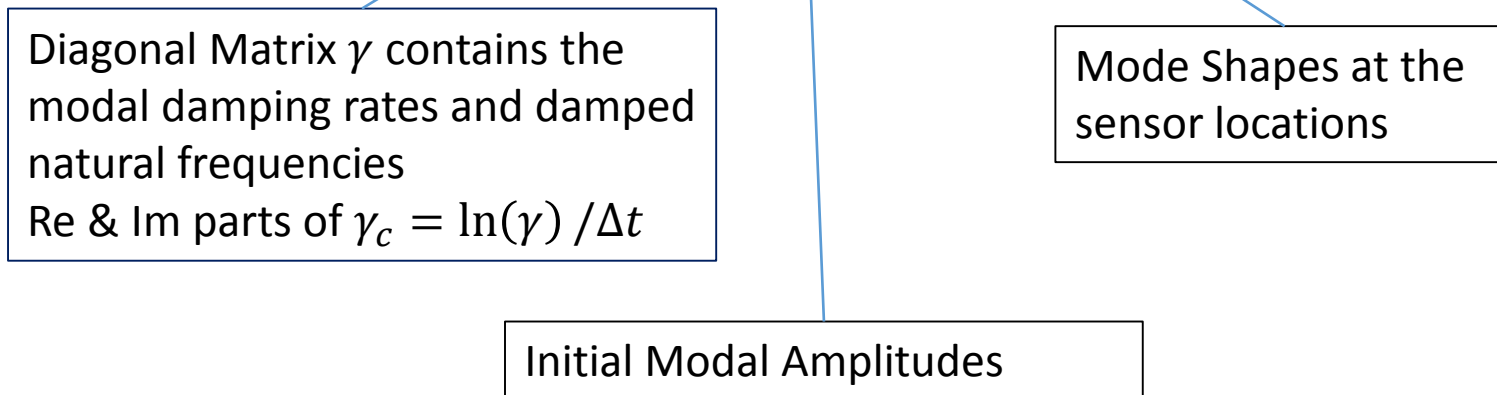 Diagonal Matrix 𝛾 contains the
modal damping rates and damped
natural frequencies
Re & Im parts of 𝛾𝑐 = ln(𝛾) /Δ𝑡
Mode Shapes at the
sensor locations
Initial Modal Amplitudes